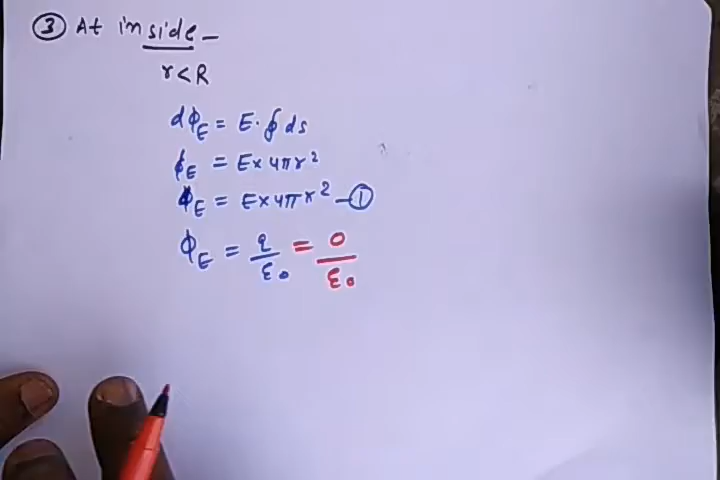 ③ At inside –
r<R
dϕE = E. ∮ ds
ϕE = E×4πr²
ϕE = E×4πr² –①
ϕE = q/ε₀ = 0/ε₀